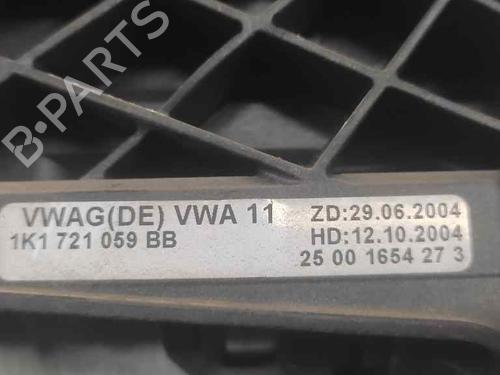 B-PARTS
VWAG(DE) VWA 11 ZD:29.06.2004
1K1 721 059 BB HD:12.10.2004
25 00 1654 27 3